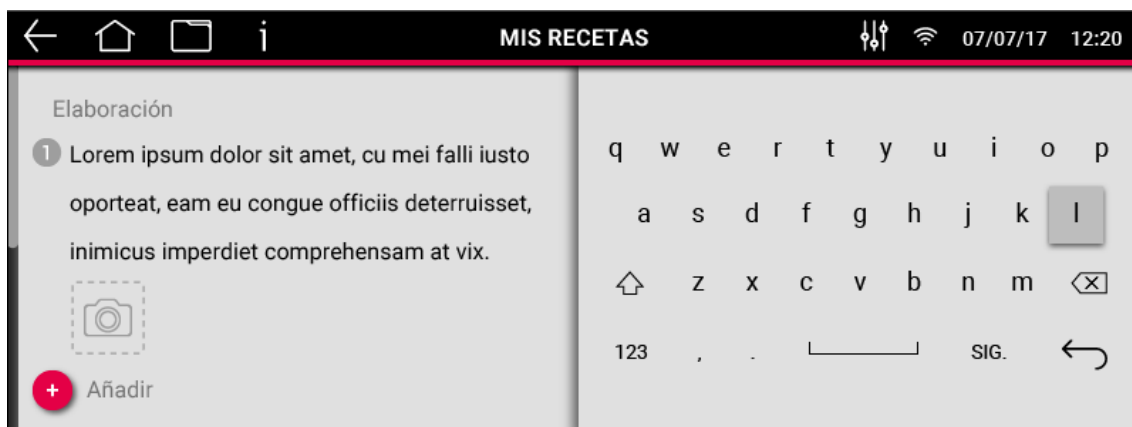 MIS RECETAS 07/07/17 12:20
Elaboración
1 Lorem ipsum dolor sit amet, cu mei falli iusto
oporteat, eam eu congue officiis deterruisset,
inimicus imperdiet comprehensam at vix.
+ Añadir
q w e r t y u i o p
a s d f g h j k l
z x c v b n m
123 , . SIG.